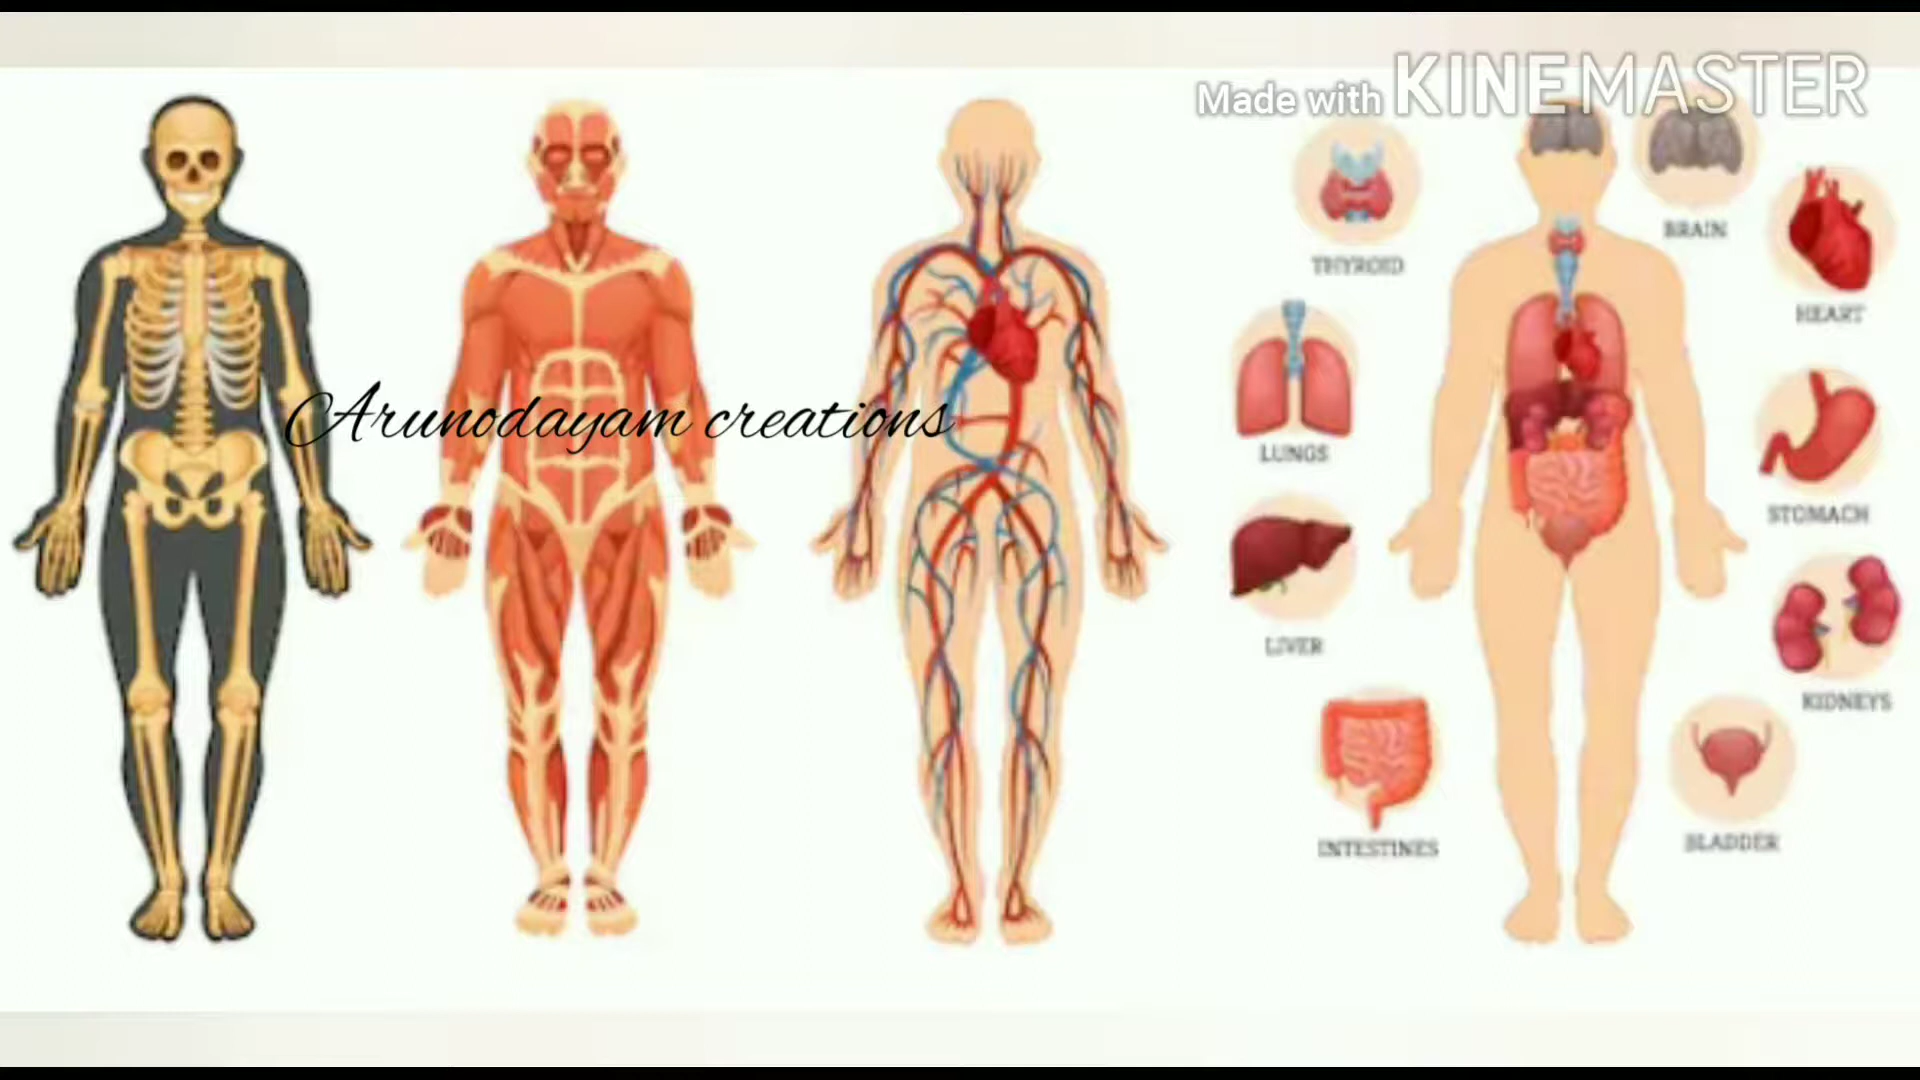 Made with KINEMASTER
THYROID
BRAIN
HEART
LUNGS
Arunodayam creations
STOMACH
LIVER
KIDNEYS
INTESTINES
BLADDER